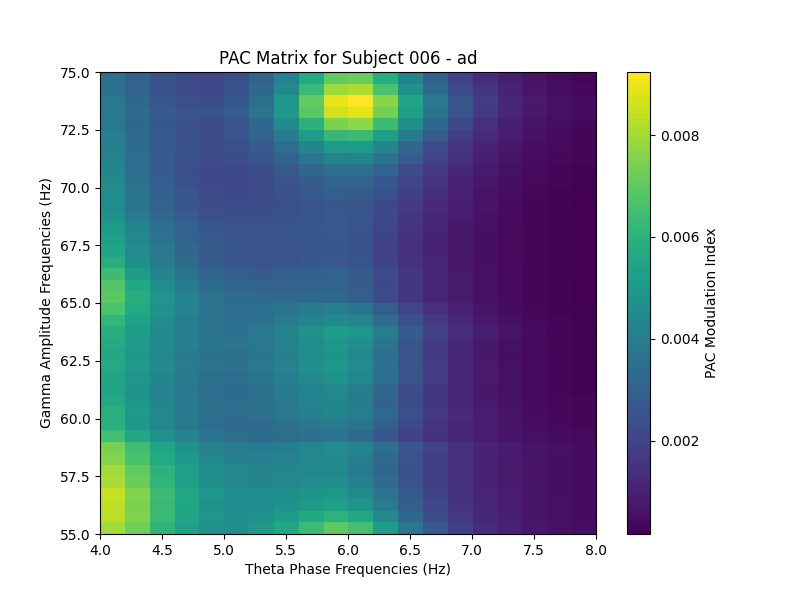 PAC Matrix for Subject 006 - ad
75.0
72.5
70.0
67.5
65.0
62.5
60.0
57.5
55.0
Gamma Amplitude Frequencies (Hz)
4.0 4.5 5.0 5.5 6.0 6.5 7.0 7.5 8.0
Theta Phase Frequencies (Hz)
0.008
0.006
0.004
0.002
PAC Modulation Index